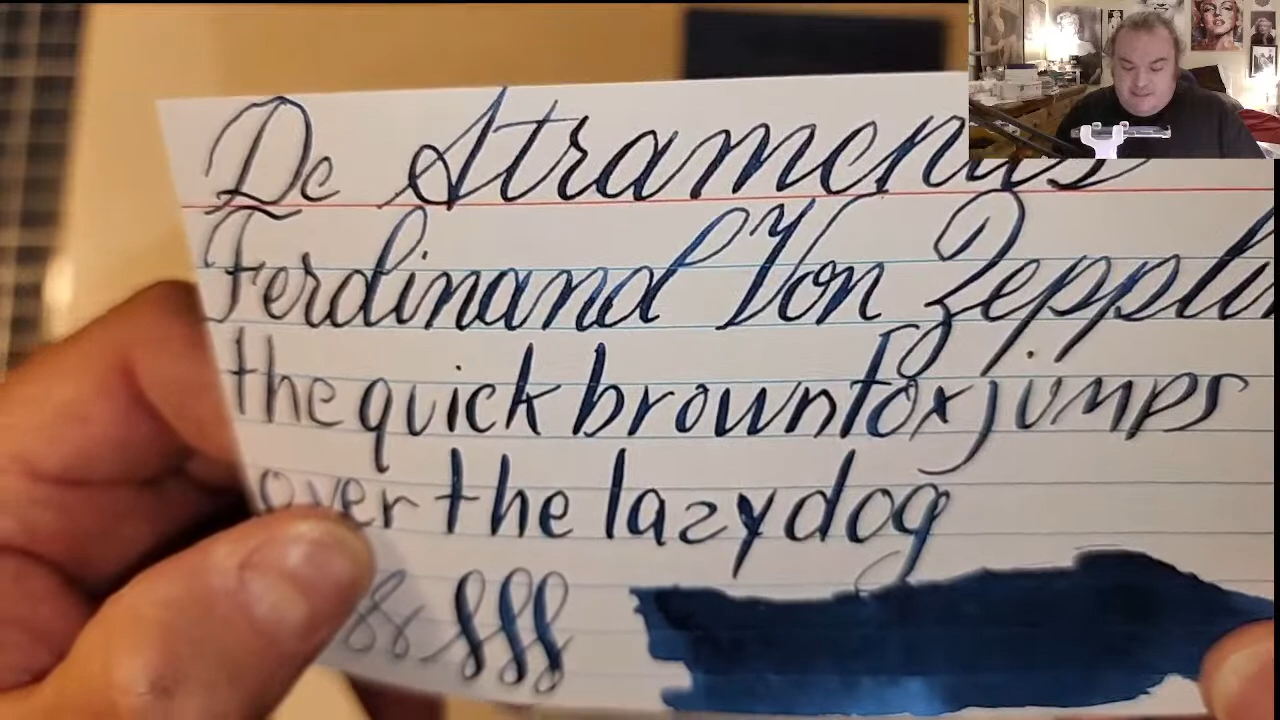 De Atramentis
Ferdinand Von Zepplin
the quick brown fox jumps
over the lazy dog